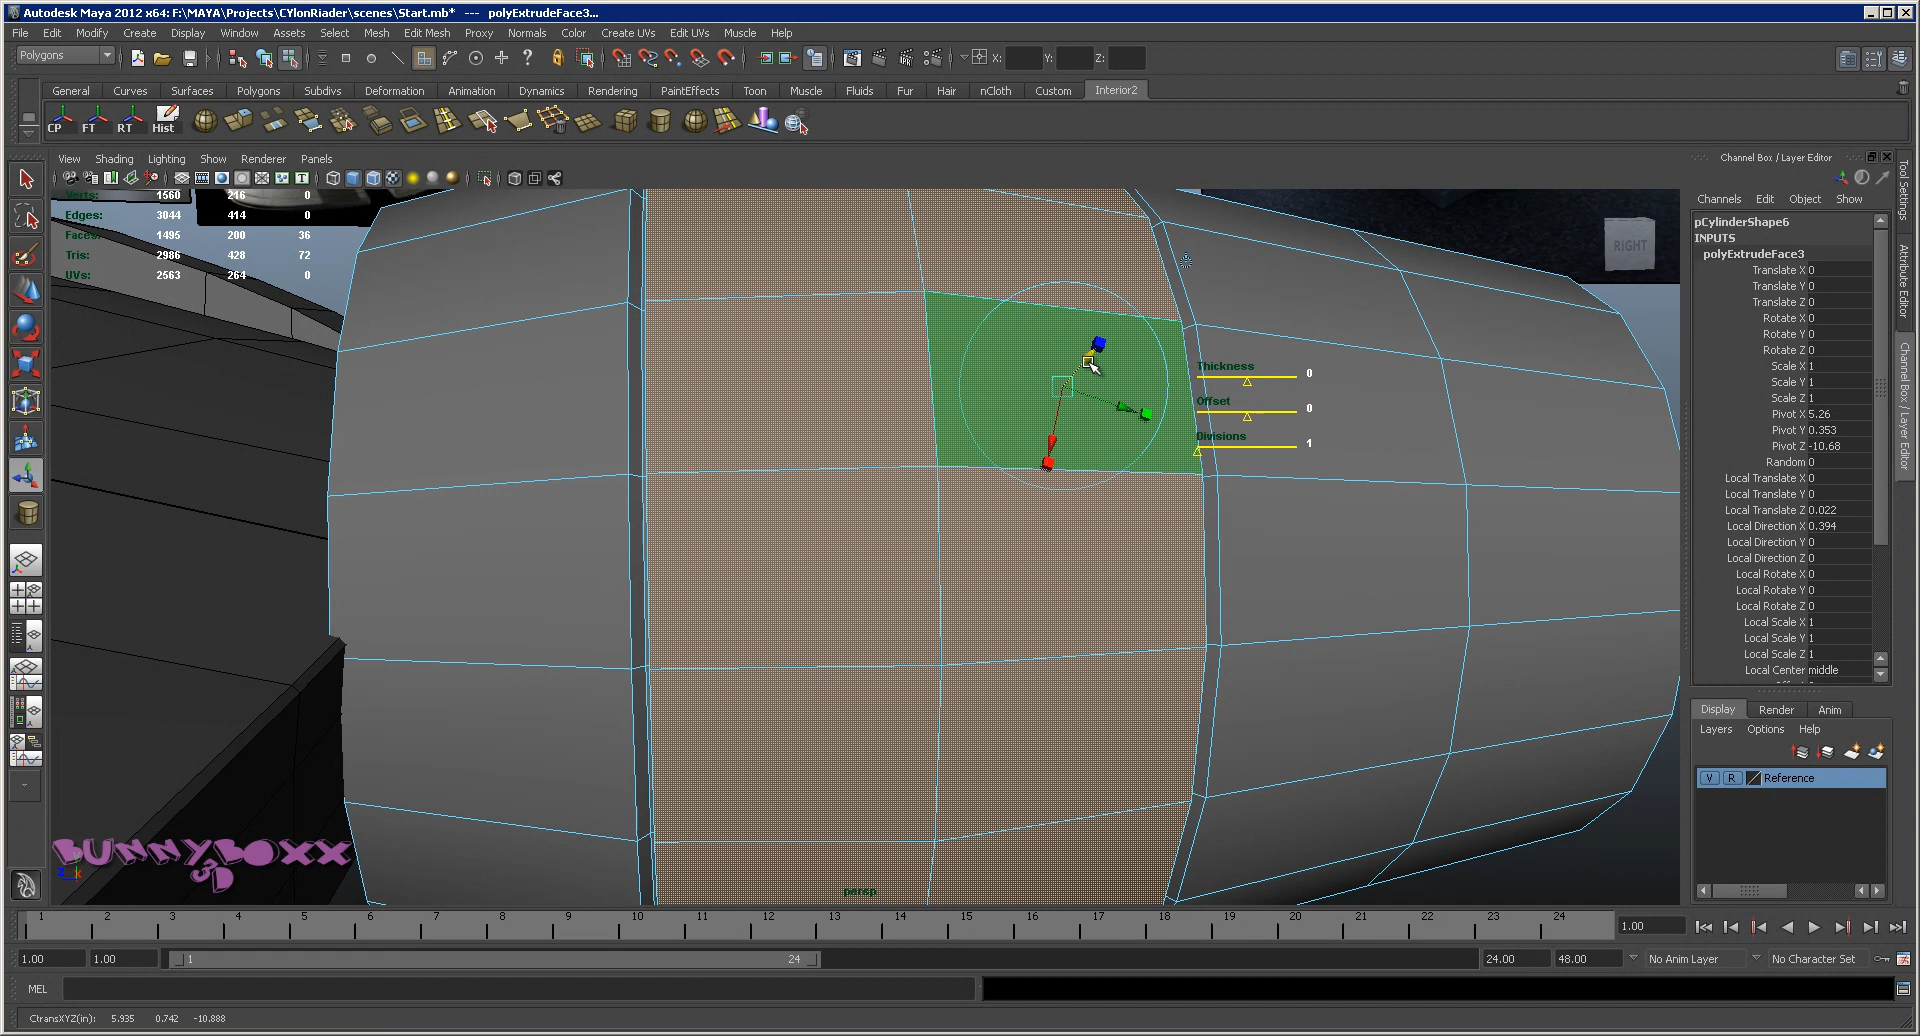 Autodesk Maya 2012 x64: F:\MAYA\Projects\CYlonRiader\scenes\Start.mb*   ---   polyExtrudeFace3...
File Edit Modify Create Display Window Assets Select Mesh Edit Mesh Proxy Normals Color Create UVs Edit UVs Muscle Help
Polygons X: Y: Z:
General Curves Surfaces Polygons Subdivs Deformation Animation Dynamics Rendering PaintEffects Toon Muscle Fluids Fur Hair nCloth Custom Interior2
CP FT RT Hist
View Shading Lighting Show Renderer Panels
Verts: 1560 216 0
Edges: 3044 414 0
Faces: 1495 200 36
Tris: 2986 428 72
UVs: 2563 264 0
RIGHT
Thickness 0
Offset 0
Divisions 1
BUNNYBOXX
3D
persp
Channel Box / Layer Editor
Channels Edit Object Show
pCylinderShape6
INPUTS
polyExtrudeFace3
Translate X 0
Translate Y 0
Translate Z 0
Rotate X 0
Rotate Y 0
Rotate Z 0
Scale X 1
Scale Y 1
Scale Z 1
Pivot X 5.26
Pivot Y 0.353
Pivot Z -10.68
Random 0
Local Translate X 0
Local Translate Y 0
Local Translate Z 0.022
Local Direction X 0.394
Local Direction Y 0
Local Direction Z 0
Local Rotate X 0
Local Rotate Y 0
Local Rotate Z 0
Local Scale X 1
Local Scale Y 1
Local Scale Z 1
Local Center middle
Tool Settings
Attribute Editor
Channel Box / Layer Editor
Display Render Anim
Layers Options Help
V R Reference
1 2 3 4 5 6 7 8 9 10 11 12 13 14 15 16 17 18 19 20 21 22 23 24 1.00
1.00 1.00 1 24 24.00 48.00 No Anim Layer No Character Set
MEL
CtransXYZ(in): 5.935 0.742 -10.888